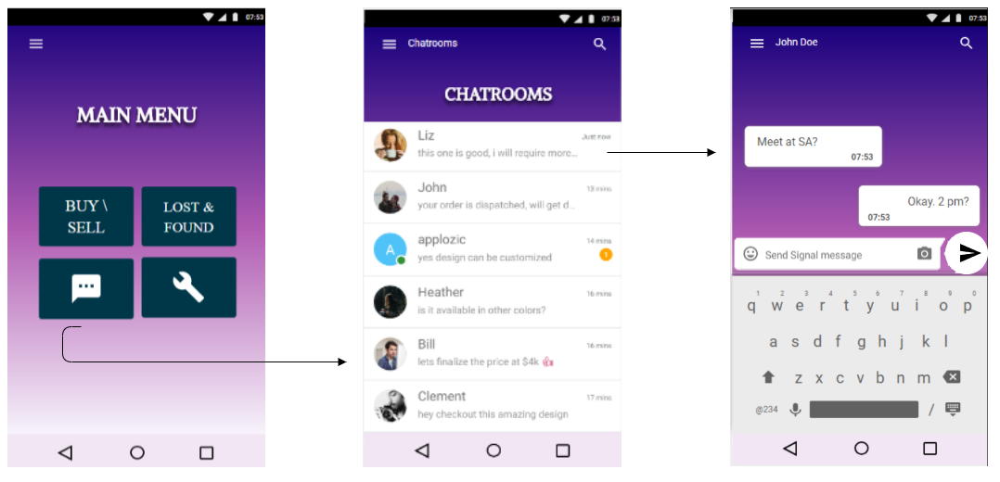 07:53
MAIN MENU
BUY \
SELL
LOST &
FOUND
07:53
Chatrooms
CHATROOMS
Liz
Just now
this one is good, i will require more...
John
13 mins
your order is dispatched, will get d...
A
applozic
14 mins
yes design can be customized
1
Heather
16 mins
is it available in other colors?
Bill
16 mins
lets finalize the price at $4k
Clement
17 mins
hey checkout this amazing design
07:53
John Doe
Meet at SA?
07:53
Okay. 2 pm?
07:53
Send Signal message
1 2 3 4 5 6 7 8 9 0
q w e r t y u i o p
a s d f g h j k l
z x c v b n m
@234 /